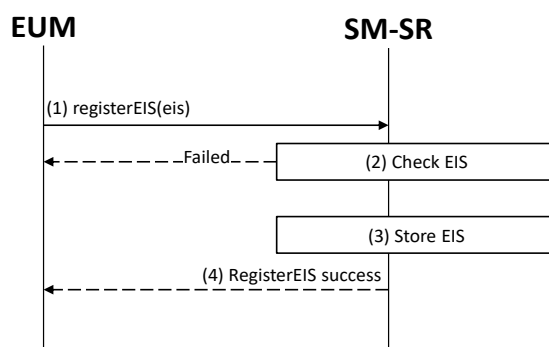 EUM
SM-SR
(1) registerEIS(eis)
Failed
(2) Check EIS
(3) Store EIS
(4) RegisterEIS success